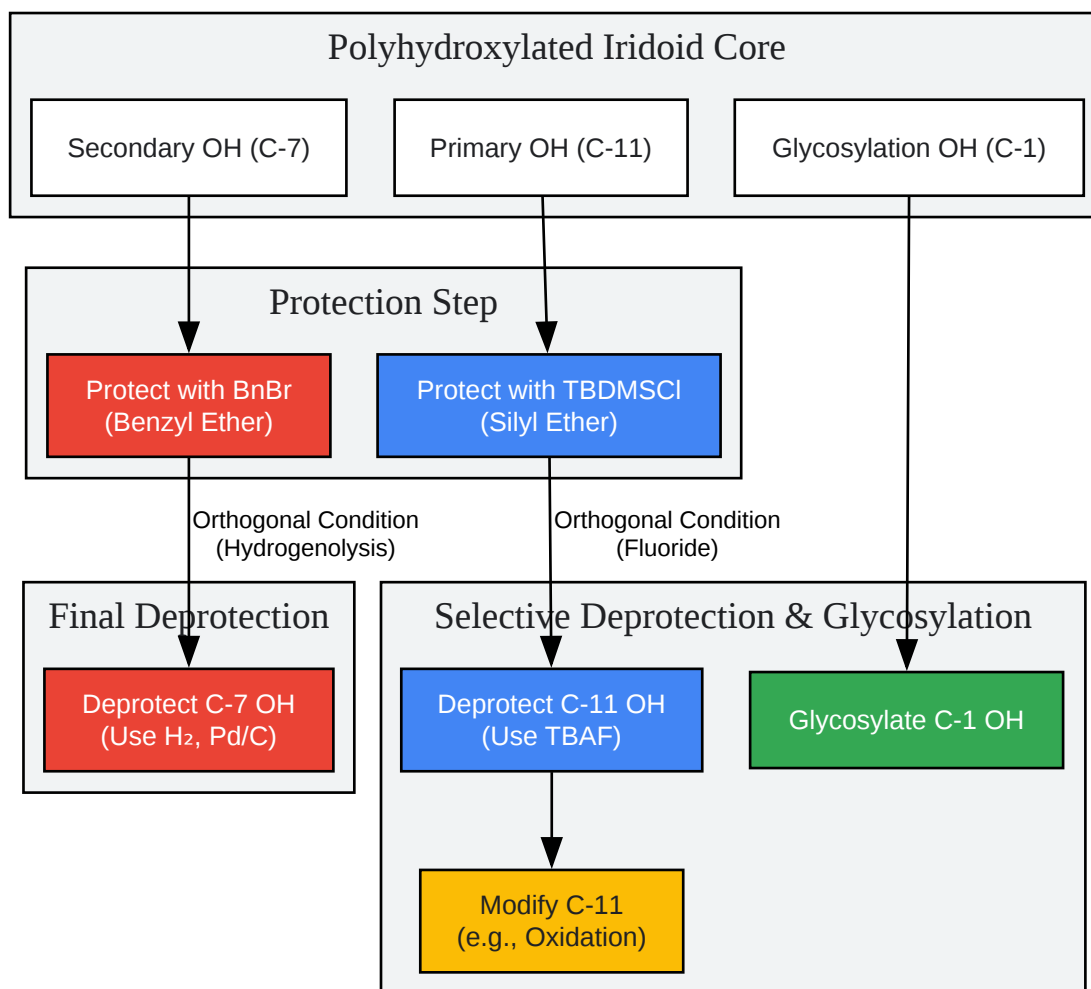 Polyhydroxylated Iridoid Core
Secondary OH (C-7)
Primary OH (C-11)
Glycosylation OH (C-1)
Protection Step
Protect with BnBr
(Benzyl Ether)
Protect with TBDMSCl
(Silyl Ether)
Orthogonal Condition
(Hydrogenolysis)
Orthogonal Condition
(Fluoride)
Final Deprotection
Deprotect C-7 OH
(Use H₂, Pd/C)
Selective Deprotection & Glycosylation
Deprotect C-11 OH
(Use TBAF)
Glycosylate C-1 OH
Modify C-11
(e.g., Oxidation)